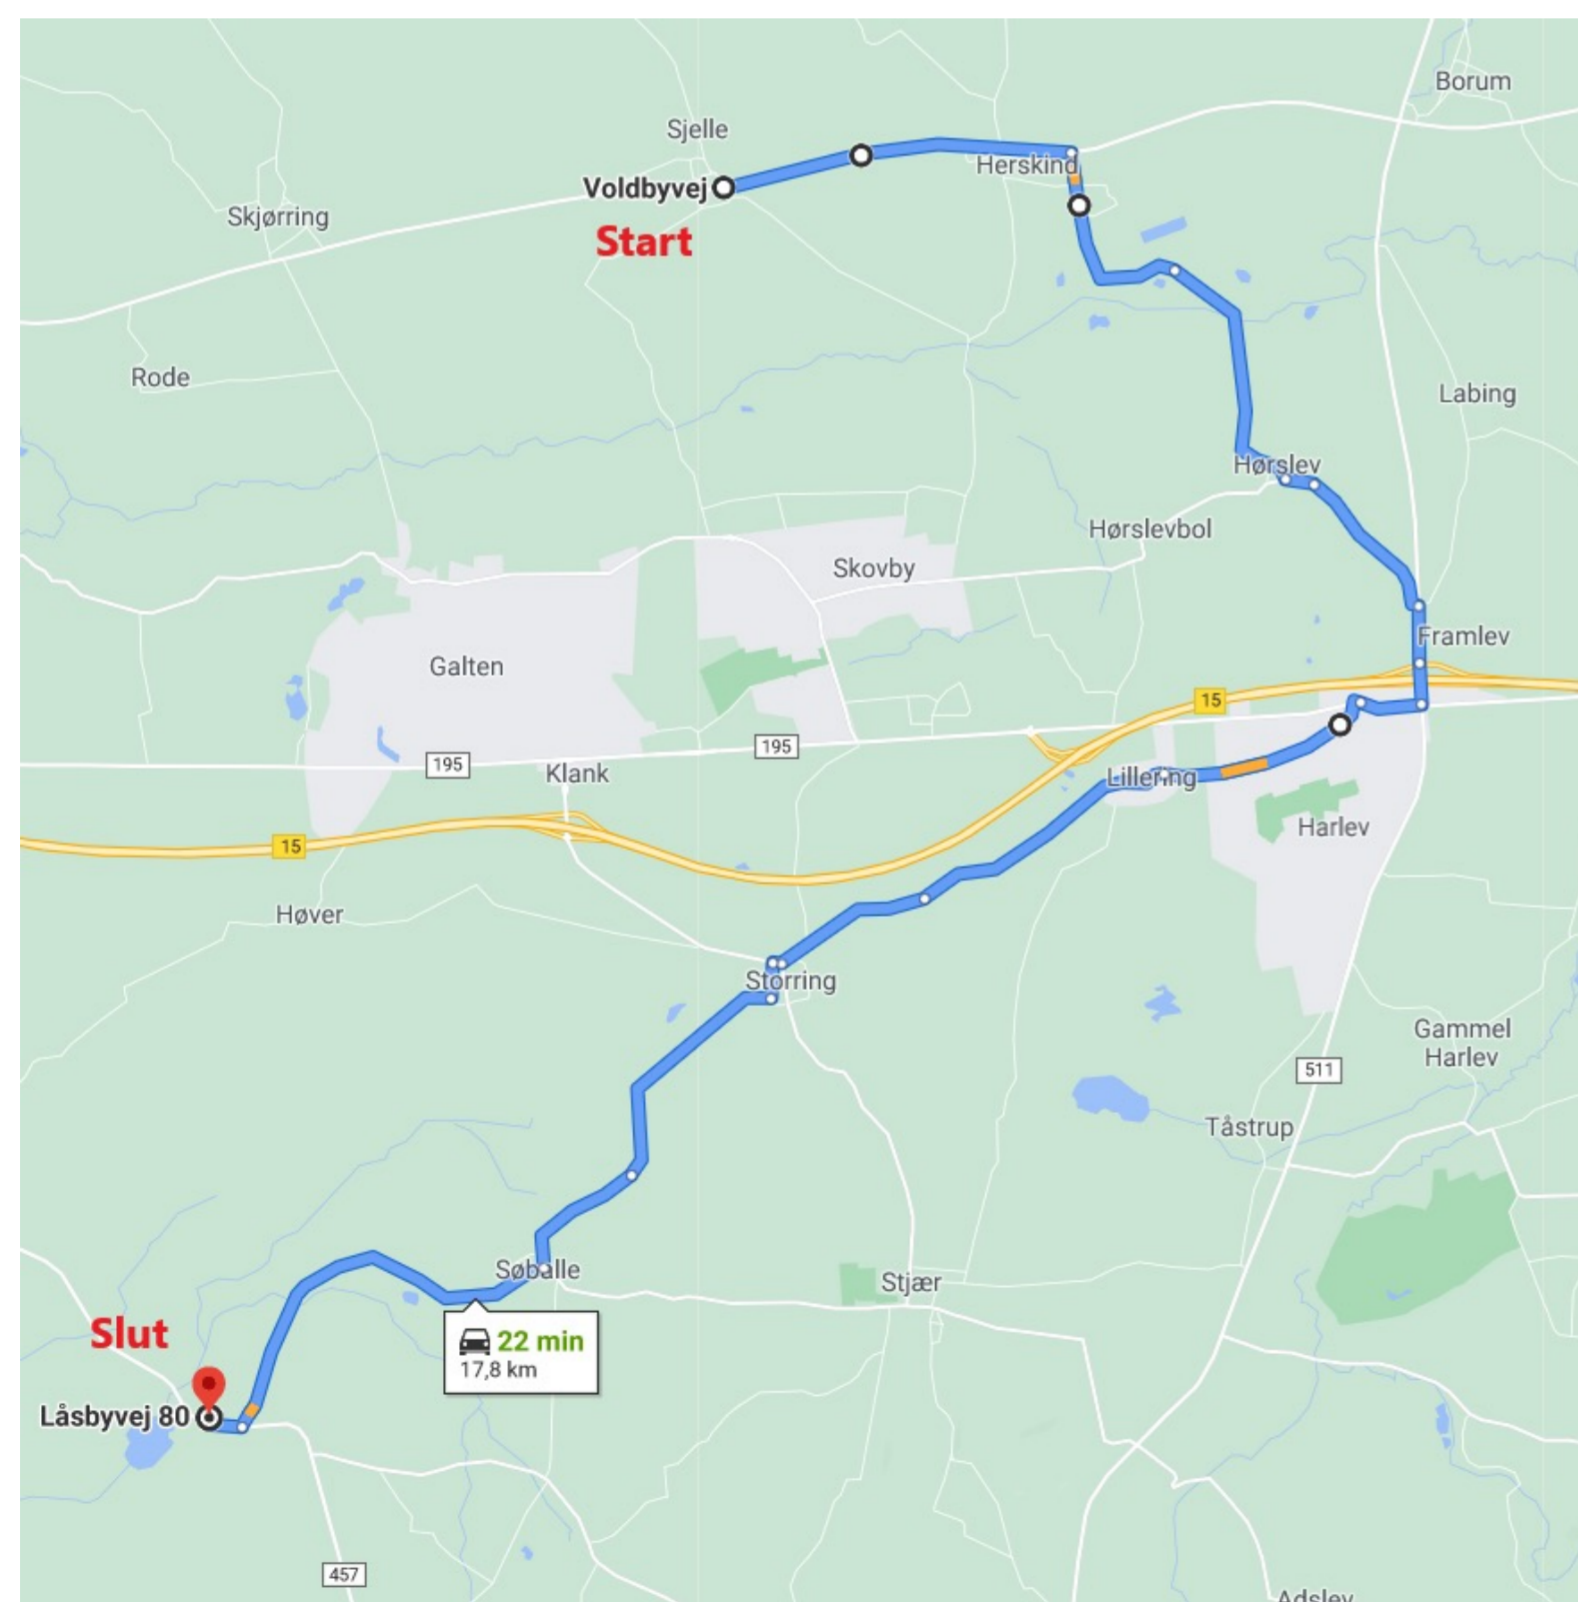 Borum
Sjelle
Herskind
Voldbyvej
Skjørring
Start
Rode
Labing
Hørslev
Hørslevbol
Skovby
Framlev
Galten
15
195
195
Klank
Lillering
Harlev
15
Høver
Storring
Gammel
Harlev
511
Tåstrup
Søballe
Stjær
Slut
22 min
17,8 km
Låsbyvej 80
457
Adslev